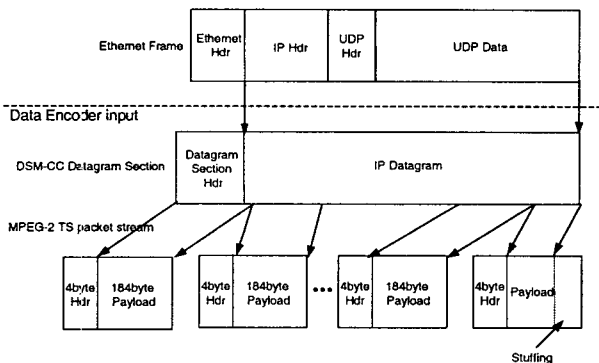 Ethernet Frame
Ethernet
Hdr
IP Hdr
UDP
Hdr
UDP Data
Data Encoder input
DSM-CC Datagram Section
Datagram
Section
Hdr
IP Datagram
MPEG-2 TS packet stream
4byte
Hdr
184byte
Payload
4byte
Hdr
184byte
Payload
•••
4byte
Hdr
184byte
Payload
4byte
Hdr
Payload
Stuffing